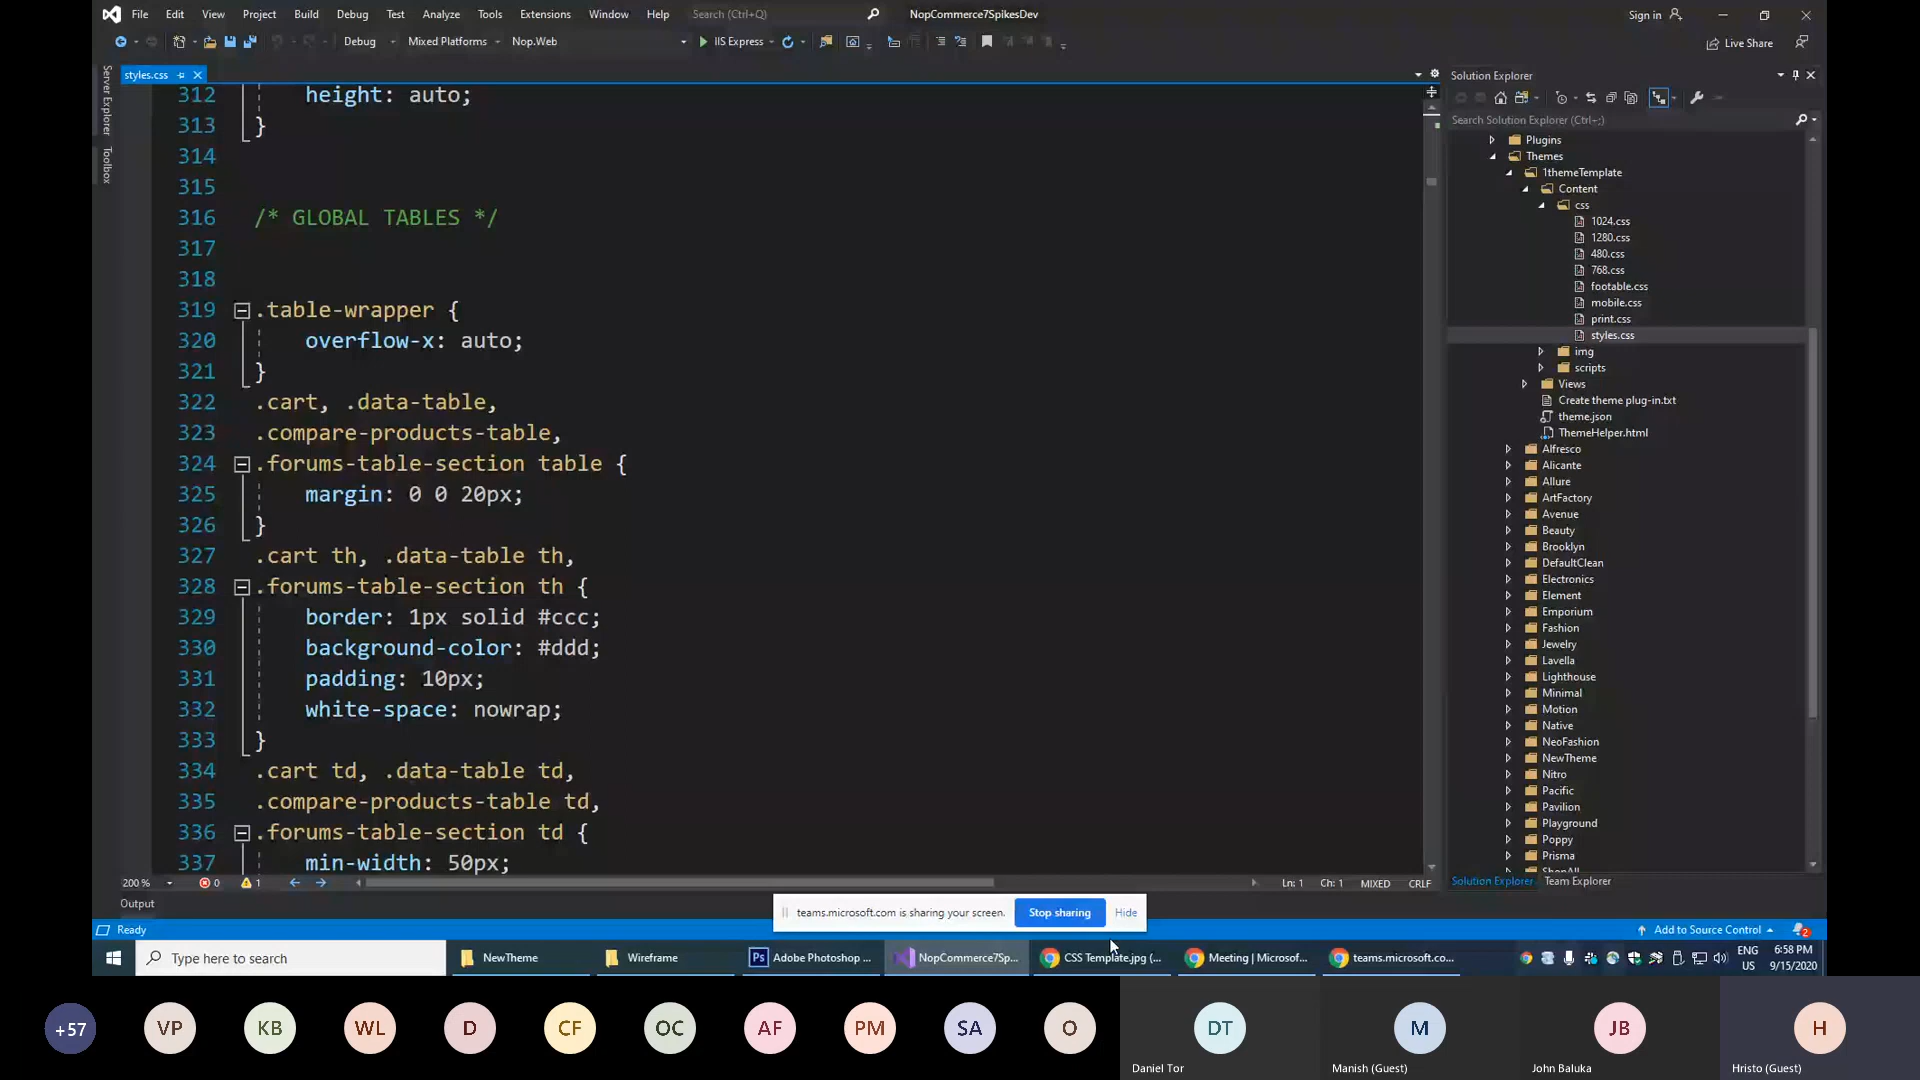 File Edit View Project Build Debug Test Analyze Tools Extensions Window Help Search (Ctrl+Q) NopCommerce7SpikesDev Sign in
Debug Mixed Platforms Nop.Web IIS Express Live Share
Server Explorer
Toolbox
styles.css
312 height: auto;
313 }
314
315
316 /* GLOBAL TABLES */
317
318
319 .table-wrapper {
320 overflow-x: auto;
321 }
322 .cart, .data-table,
323 .compare-products-table,
324 .forums-table-section table {
325 margin: 0 0 20px;
326 }
327 .cart th, .data-table th,
328 .forums-table-section th {
329 border: 1px solid #ccc;
330 background-color: #ddd;
331 padding: 10px;
332 white-space: nowrap;
333 }
334 .cart td, .data-table td,
335 .compare-products-table td,
336 .forums-table-section td {
337 min-width: 50px;
200 % 0 1 Ln: 1 Ch: 1 MIXED CRLF
Output
Solution Explorer
Search Solution Explorer (Ctrl+;)
Plugins
Themes
1themeTemplate
Content
css
1024.css
1280.css
480.css
768.css
footable.css
mobile.css
print.css
styles.css
img
scripts
Views
Create theme plug-in.txt
theme.json
ThemeHelper.html
Alfresco
Alicante
Allure
ArtFactory
Avenue
Beauty
Brooklyn
DefaultClean
Electronics
Element
Emporium
Fashion
Jewelry
Lavella
Lighthouse
Minimal
Motion
Native
NeoFashion
NewTheme
Nitro
Pacific
Pavilion
Playground
Poppy
Prisma
Solution Explorer Team Explorer
teams.microsoft.com is sharing your screen. Stop sharing Hide
Ready Add to Source Control 2
Type here to search NewTheme Wireframe Ps Adobe Photoshop ... NopCommerce7Sp... CSS Template.jpg (... Meeting | Microsof... teams.microsoft.co... ENG US 6:58 PM 9/15/2020
+57 VP KB WL D CF OC AF PM SA O DT M JB H
Daniel Tor Manish (Guest) John Baluka Hristo (Guest)